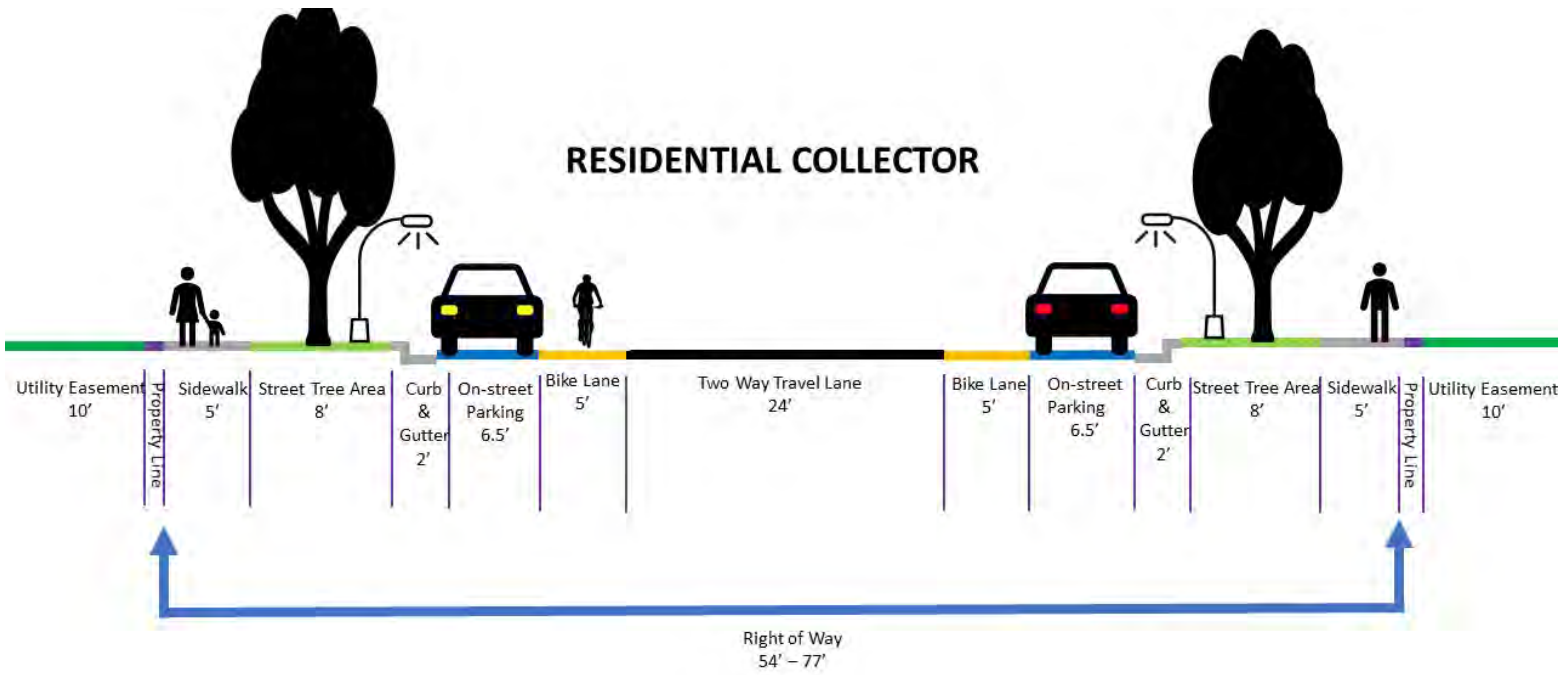 RESIDENTIAL COLLECTOR
Utility Easement
10’
Property Line
Sidewalk
5’
Street Tree Area
8’
Curb
&
Gutter
2’
On-street
Parking
6.5’
Bike Lane
5’
Two Way Travel Lane
24’
Bike Lane
5’
On-street
Parking
6.5’
Curb
&
Gutter
2’
Street Tree Area
8’
Sidewalk
5’
Property Line
Utility Easement
10’
Right of Way
54’ – 77’